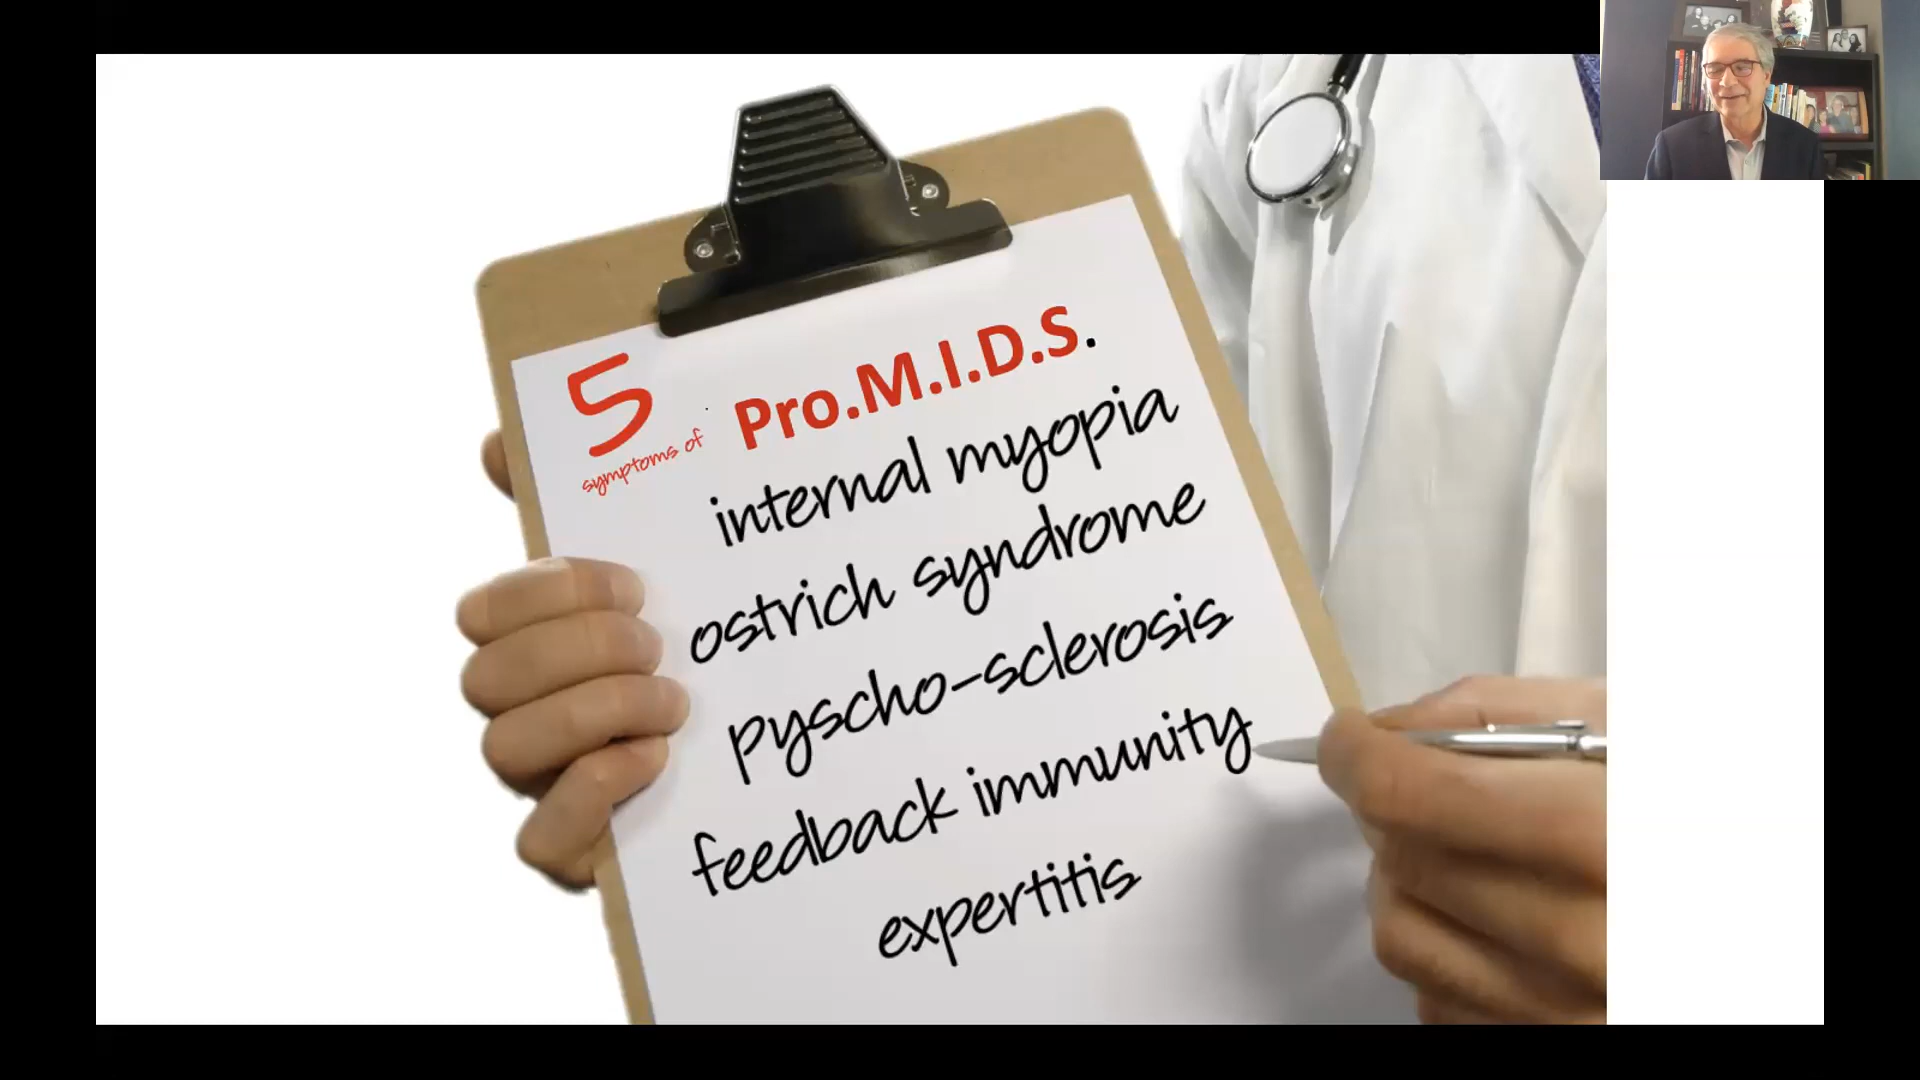 5 symptoms of Pro.M.I.D.S.
internal myopia
ostrich syndrome
pyscho-sclerosis
feedback immunity
expertitis